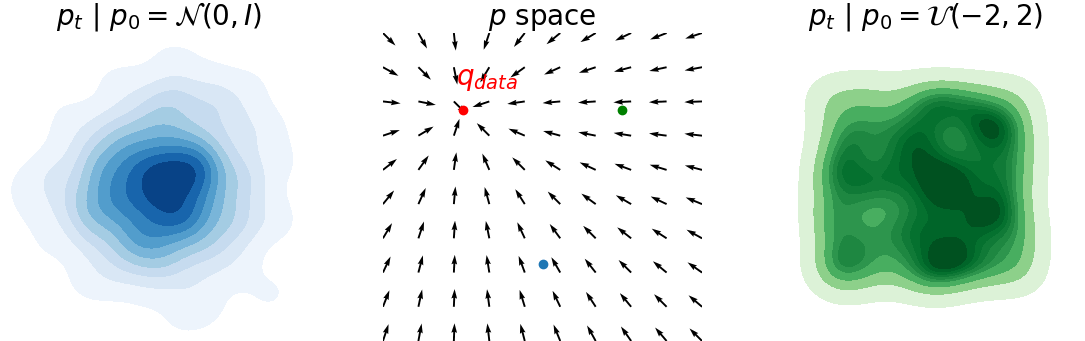 p_t | p_0 = 𝒩(0, I)
p space
p_t | p_0 = 𝒰(−2, 2)
q_data